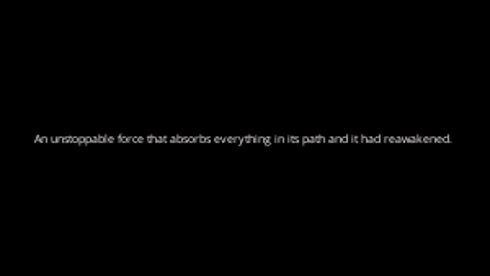 An unstoppable force that absorbs everything in its path and it had reawakened.